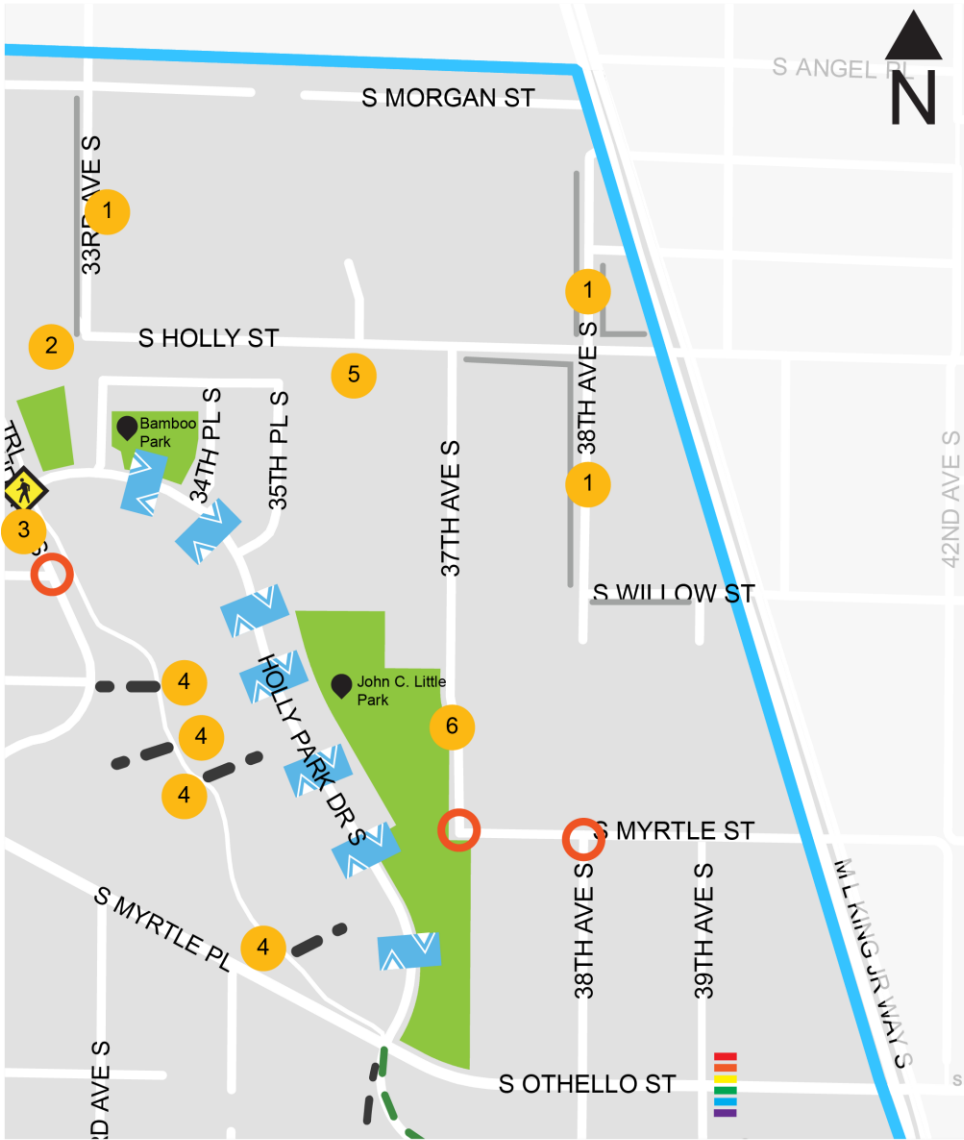 S ANGEL PL
N
S MORGAN ST
33RD AVE S
1
1
2
S HOLLY ST
5
38TH AVE S
Bamboo
Park
34TH PL S
35TH PL S
TRL
37TH AVE S
42ND AVE S
1
3
S
S WILLOW ST
4
John C. Little
Park
HOLLY PARK DR S
6
4
4
S MYRTLE ST
S MYRTLE PL
4
38TH AVE S
39TH AVE S
M L KING JR WAY S
RD AVE S
S OTHELLO ST
S